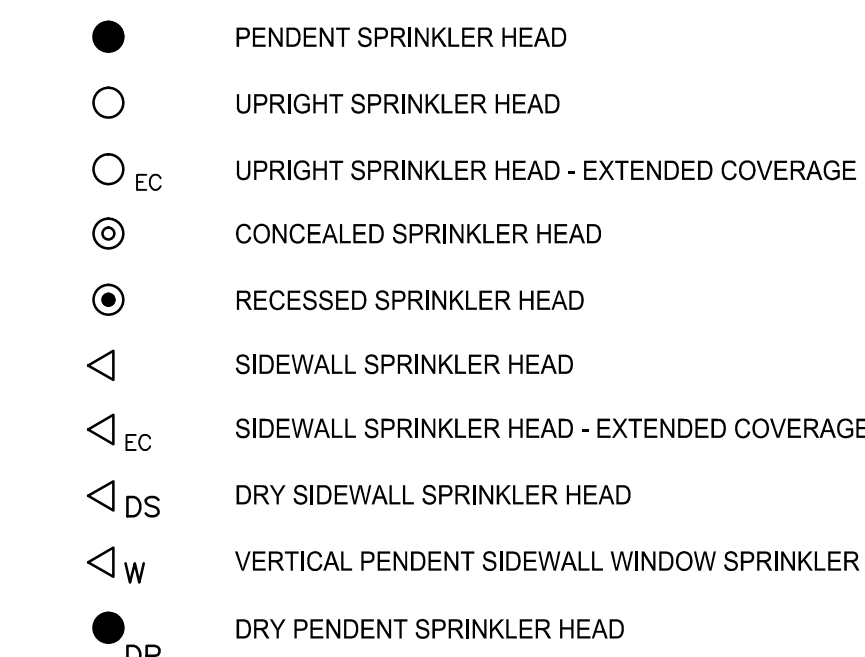 PENDENT SPRINKLER HEAD
UPRIGHT SPRINKLER HEAD
EC UPRIGHT SPRINKLER HEAD - EXTENDED COVERAGE
CONCEALED SPRINKLER HEAD
RECESSED SPRINKLER HEAD
SIDEWALL SPRINKLER HEAD
EC SIDEWALL SPRINKLER HEAD - EXTENDED COVERAGE
DS DRY SIDEWALL SPRINKLER HEAD
W VERTICAL PENDENT SIDEWALL WINDOW SPRINKLER
DRY PENDENT SPRINKLER HEAD